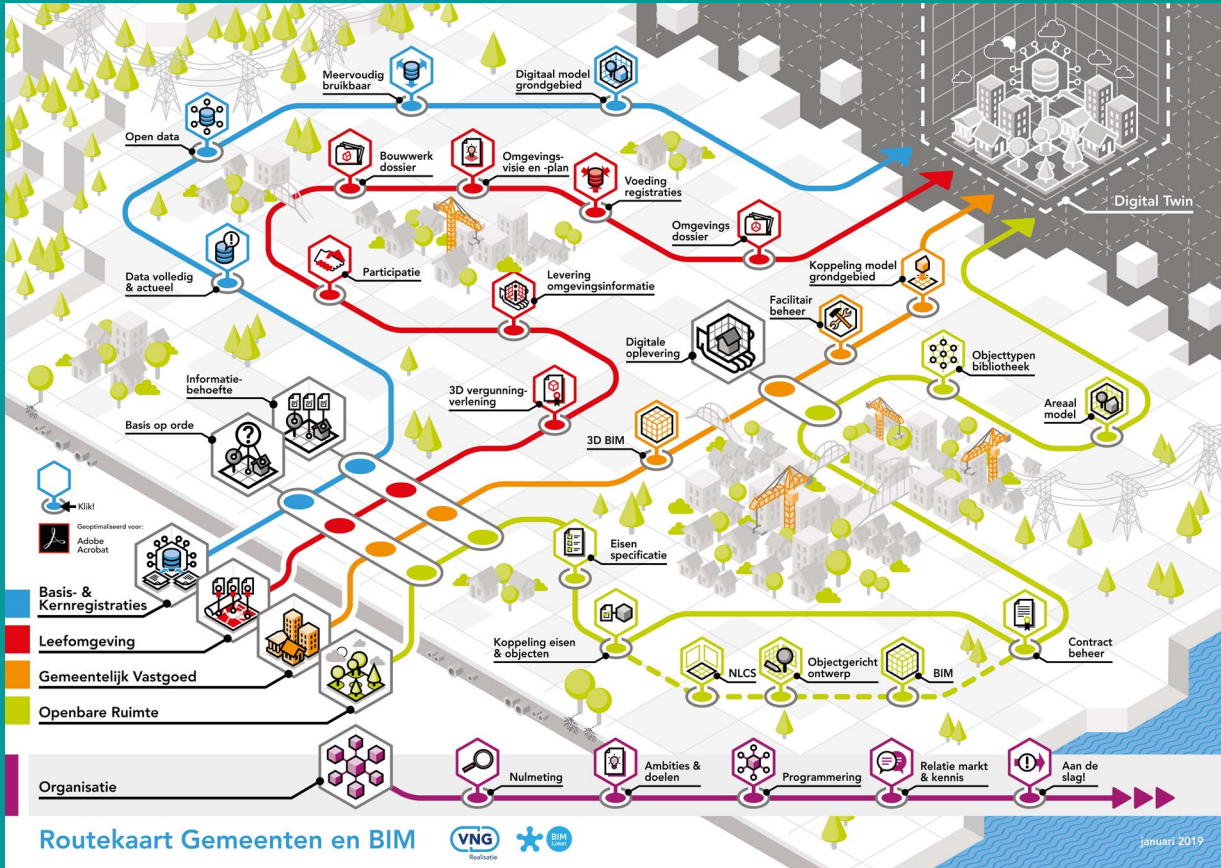 Meervoudig
bruikbaar
Digitaal model
grondgebied
Open data
Bouwwerk
dossier
Omgevings-
visie en -plan
Voeding
registraties
Omgevings
dossier
Digital Twin
Data volledig
& actueel
Participatie
Levering
omgevingsinformatie
Koppeling model
grondgebied
Facilitair
beheer
Digitale
oplevering
Objecttypen
bibliotheek
Informatie-
behoefte
Basis op orde
3D vergunning-
verlening
3D BIM
Areaal
model
Klik!
Geoptimaliseerd voor:
Adobe
Acrobat
Eisen
specificatie
Basis- &
Kernregistraties
Leefomgeving
Gemeentelijk Vastgoed
Openbare Ruimte
Koppeling eisen
& objecten
NLCS
Objectgericht
ontwerp
BIM
Contract
beheer
Organisatie
Nulmeting
Ambities &
doelen
Programmering
Relatie markt
& kennis
Aan de
slag!
Routekaart Gemeenten en BIM
VNG
Realisatie
BIM
Loket
januari 2019